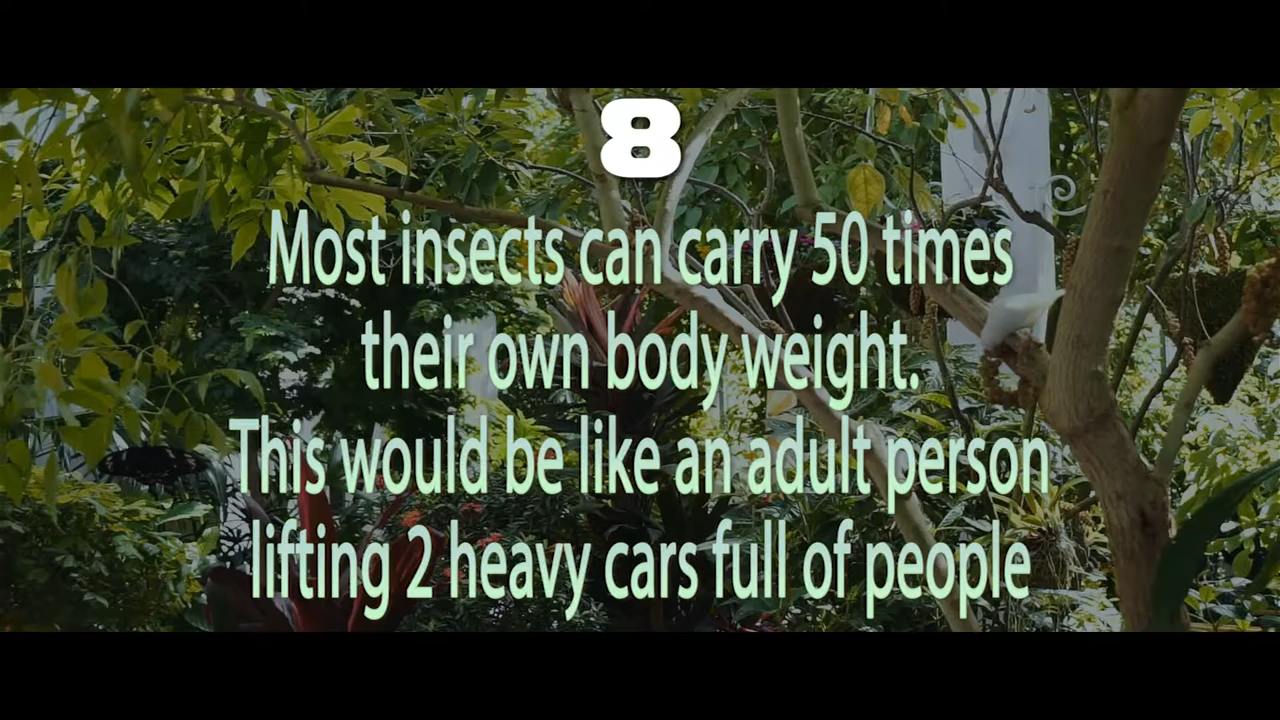 8
Most insects can carry 50 times
their own body weight.
This would be like an adult person
lifting 2 heavy cars full of people